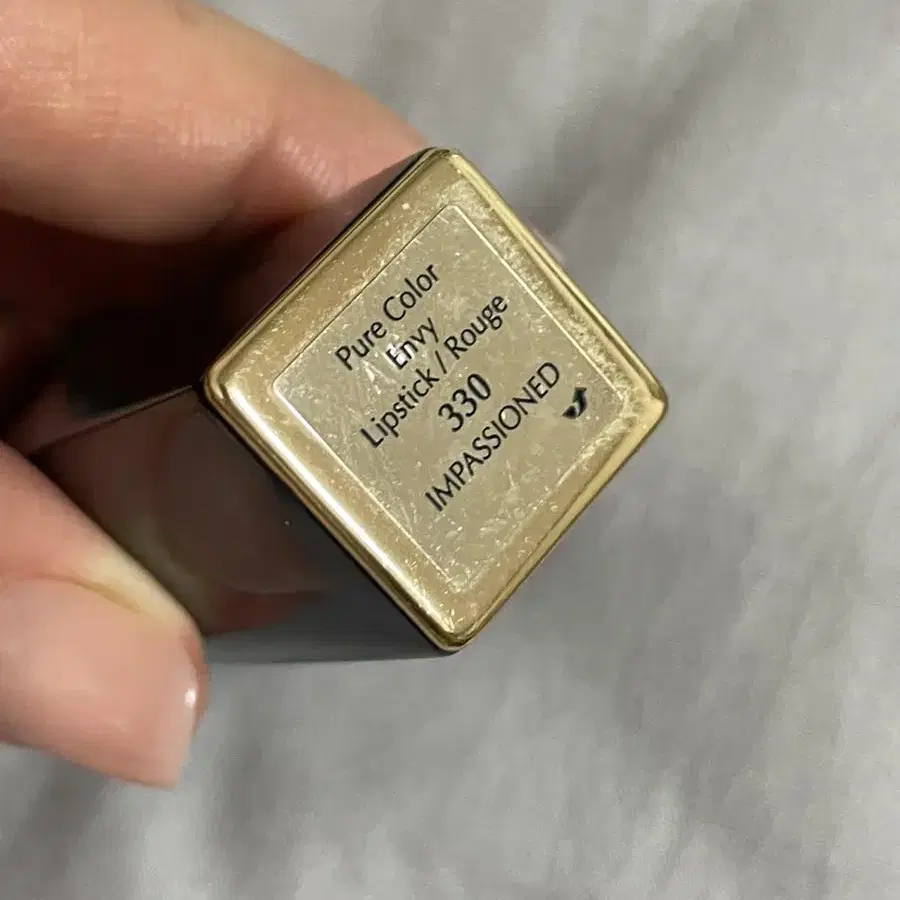 Pure Color
Envy
Lipstick / Rouge
330
IMPASSIONED